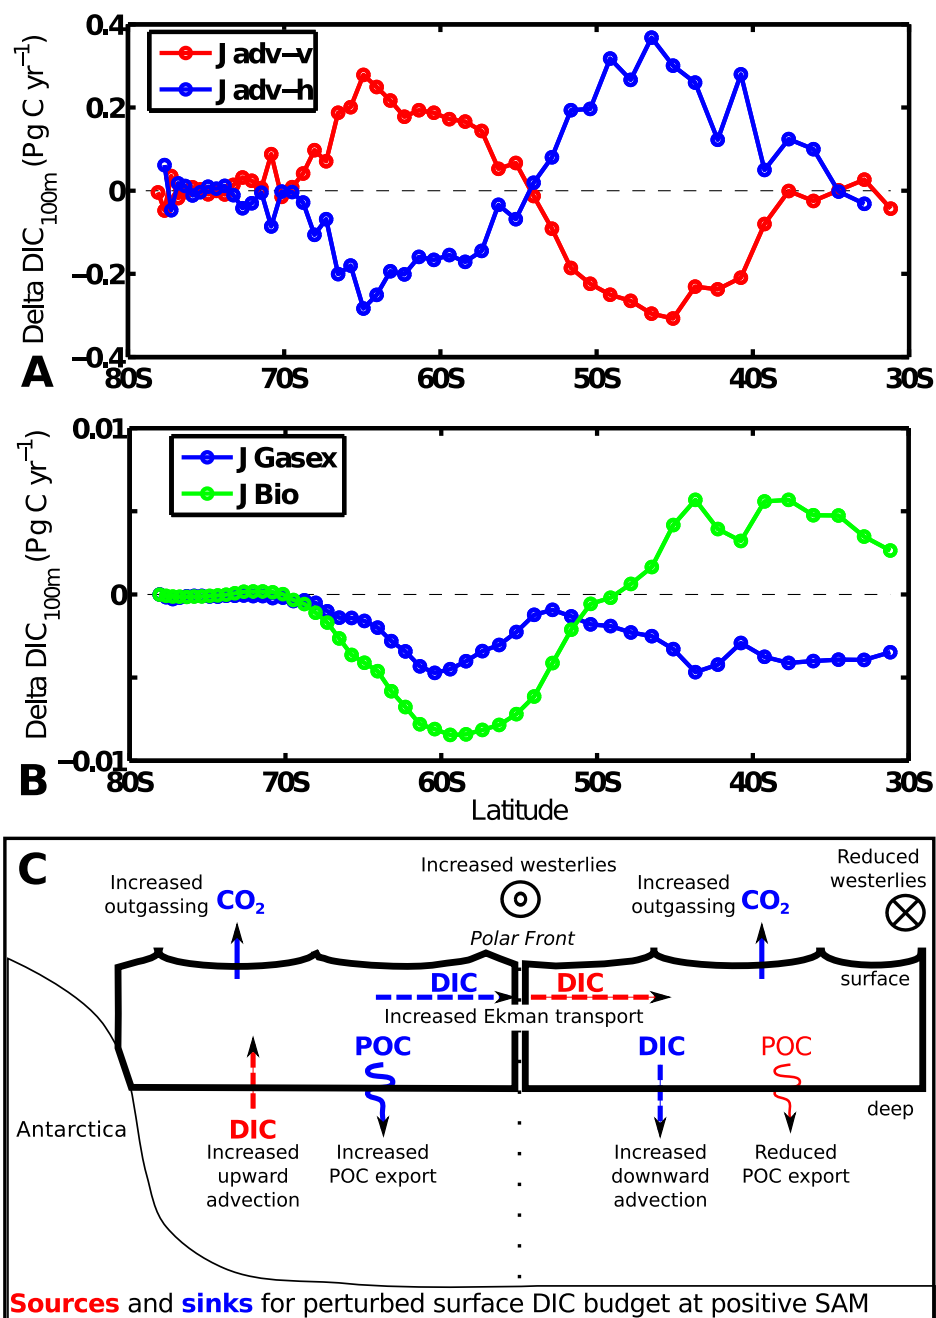 0.4
0.2
0
−0.2
−0.4
Delta DIC100m (Pg C yr−1)
J adv−v
J adv−h
A
80S 70S 60S 50S 40S 30S
0.01
0
−0.01
Delta DIC100m (Pg C yr−1)
J Gasex
J Bio
B
80S 70S 60S 50S 40S 30S
Latitude
C
Increased
outgassing
CO2
Increased westerlies
Polar Front
Increased
outgassing
CO2
Reduced
westerlies
surface
DIC
DIC
Increased Ekman transport
POC
DIC
POC
deep
Antarctica
DIC
Increased
upward
advection
Increased
POC export
Increased
downward
advection
Reduced
POC export
Sources and sinks for perturbed surface DIC budget at positive SAM